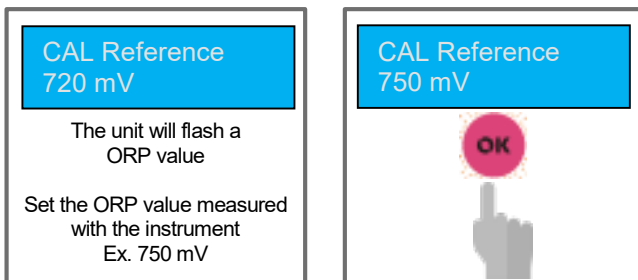 CAL Reference
720 mV
The unit will flash a
ORP value
Set the ORP value measured
with the instrument
Ex. 750 mV
CAL Reference
750 mV
OK